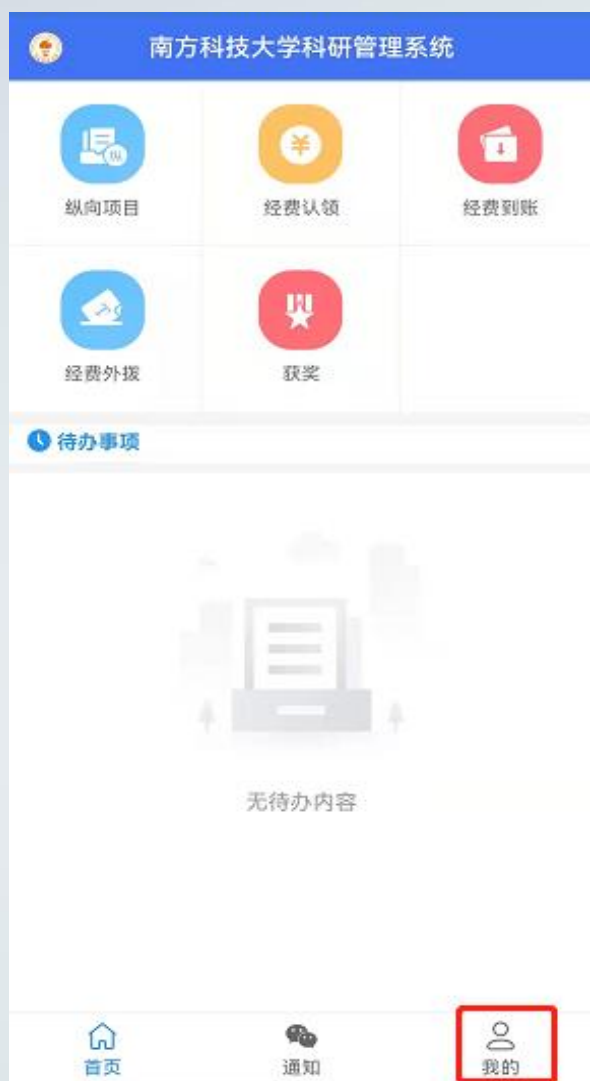 南方科技大学科研管理系统
纵向项目 经费认领 经费到账
经费外拨 获奖
待办事项
无待办内容
首页 通知 我的